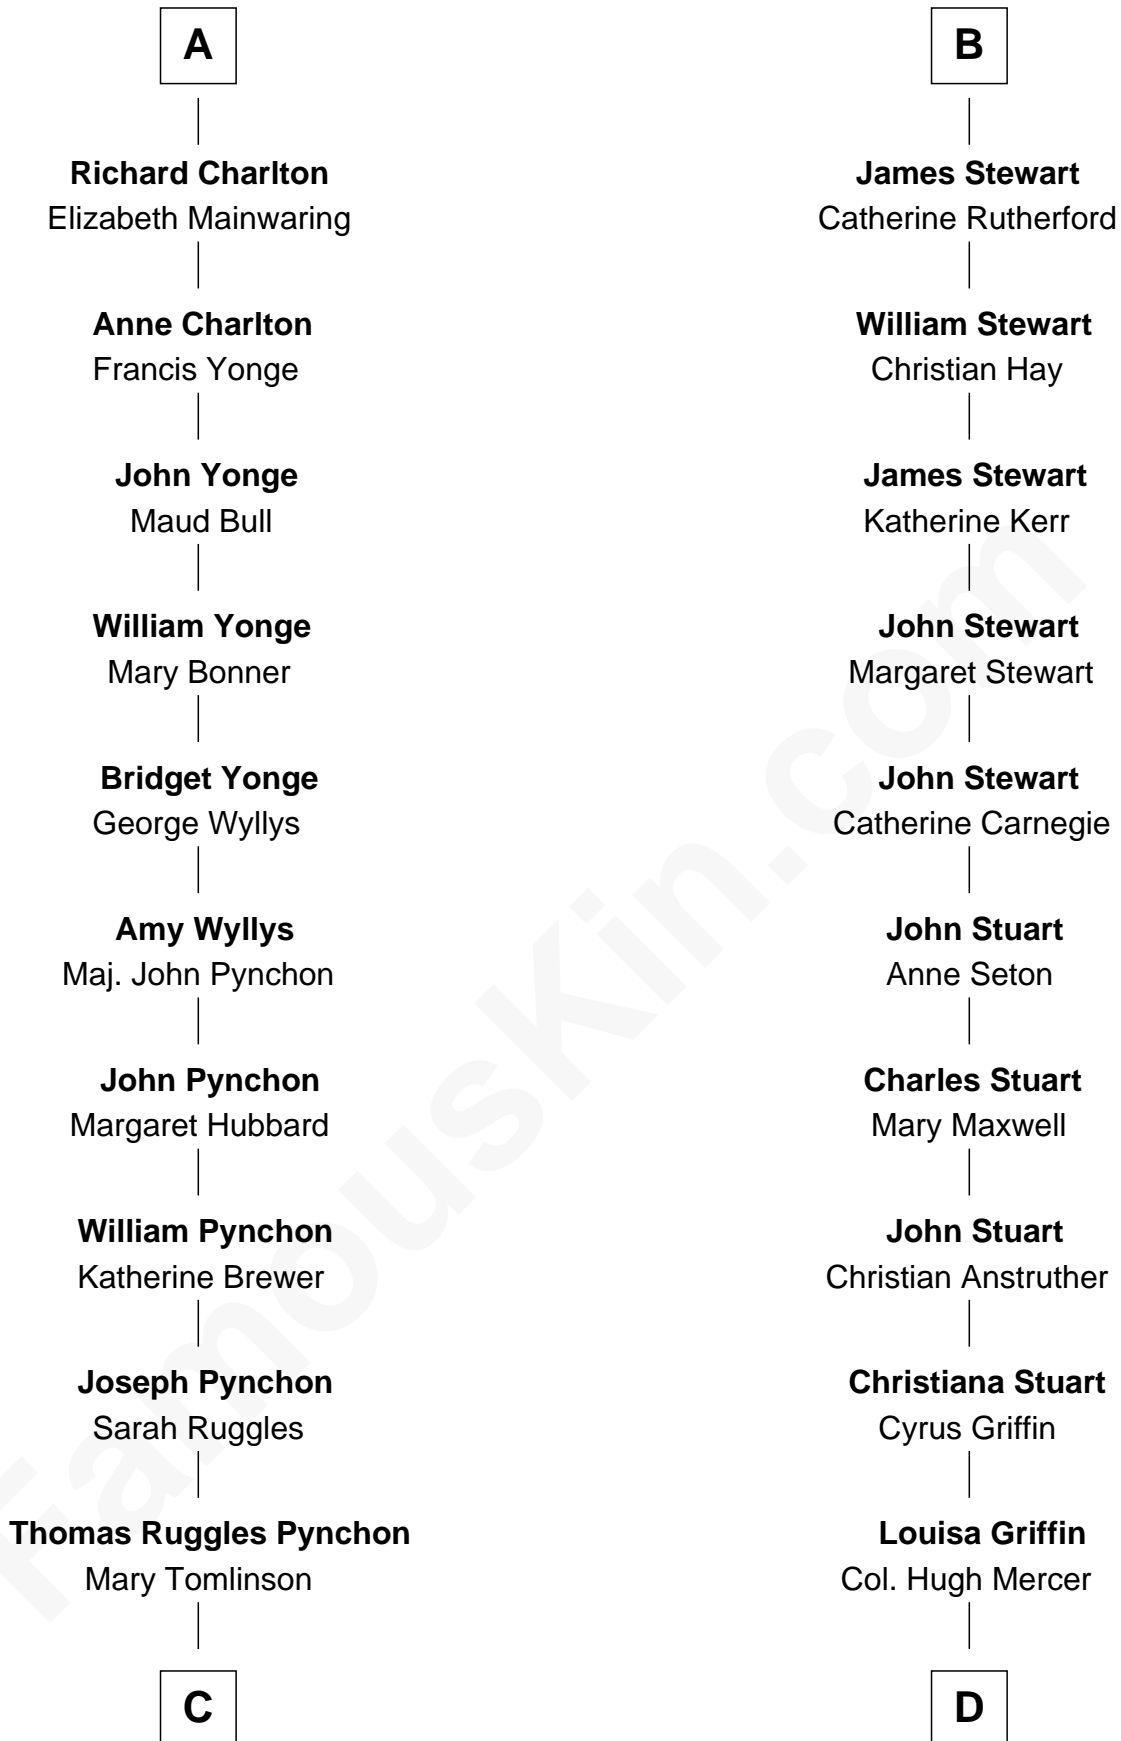 A
Richard Charlton
Elizabeth Mainwaring
Anne Charlton
Francis Yonge
John Yonge
Maud Bull
William Yonge
Mary Bonner
Bridget Yonge
George Wyllys
Amy Wyllys
Maj. John Pynchon
John Pynchon
Margaret Hubbard
William Pynchon
Katherine Brewer
Joseph Pynchon
Sarah Ruggles
Thomas Ruggles Pynchon
Mary Tomlinson
C
B
James Stewart
Catherine Rutherford
William Stewart
Christian Hay
James Stewart
Katherine Kerr
John Stewart
Margaret Stewart
John Stewart
Catherine Carnegie
John Stuart
Anne Seton
Charles Stuart
Mary Maxwell
John Stuart
Christian Anstruther
Christiana Stuart
Cyrus Griffin
Louisa Griffin
Col. Hugh Mercer
D
FamousKin.com